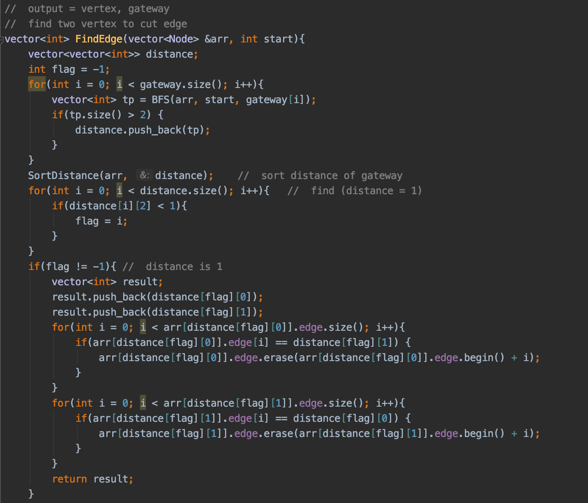 //  output = vertex, gateway
//  find two vertex to cut edge
vector<int> FindEdge(vector<Node> &arr, int start){
    vector<vector<int>> distance;
    int flag = -1;
    for(int i = 0; i < gateway.size(); i++){
        vector<int> tp = BFS(arr, start, gateway[i]);
        if(tp.size() > 2) {
            distance.push_back(tp);
        }
    }
    SortDistance(arr, &: distance);    //  sort distance of gateway
    for(int i = 0; i < distance.size(); i++){   //  find (distance = 1)
        if(distance[i][2] < 1){
            flag = i;
        }
    }
    if(flag != -1){ //  distance is 1
        vector<int> result;
        result.push_back(distance[flag][0]);
        result.push_back(distance[flag][1]);
        for(int i = 0; i < arr[distance[flag][0]].edge.size(); i++){
            if(arr[distance[flag][0]].edge[i] == distance[flag][1]) {
                arr[distance[flag][0]].edge.erase(arr[distance[flag][0]].edge.begin() + i);
            }
        }
        for(int i = 0; i < arr[distance[flag][1]].edge.size(); i++){
            if(arr[distance[flag][1]].edge[i] == distance[flag][0]) {
                arr[distance[flag][1]].edge.erase(arr[distance[flag][1]].edge.begin() + i);
            }
        }
        return result;
    }